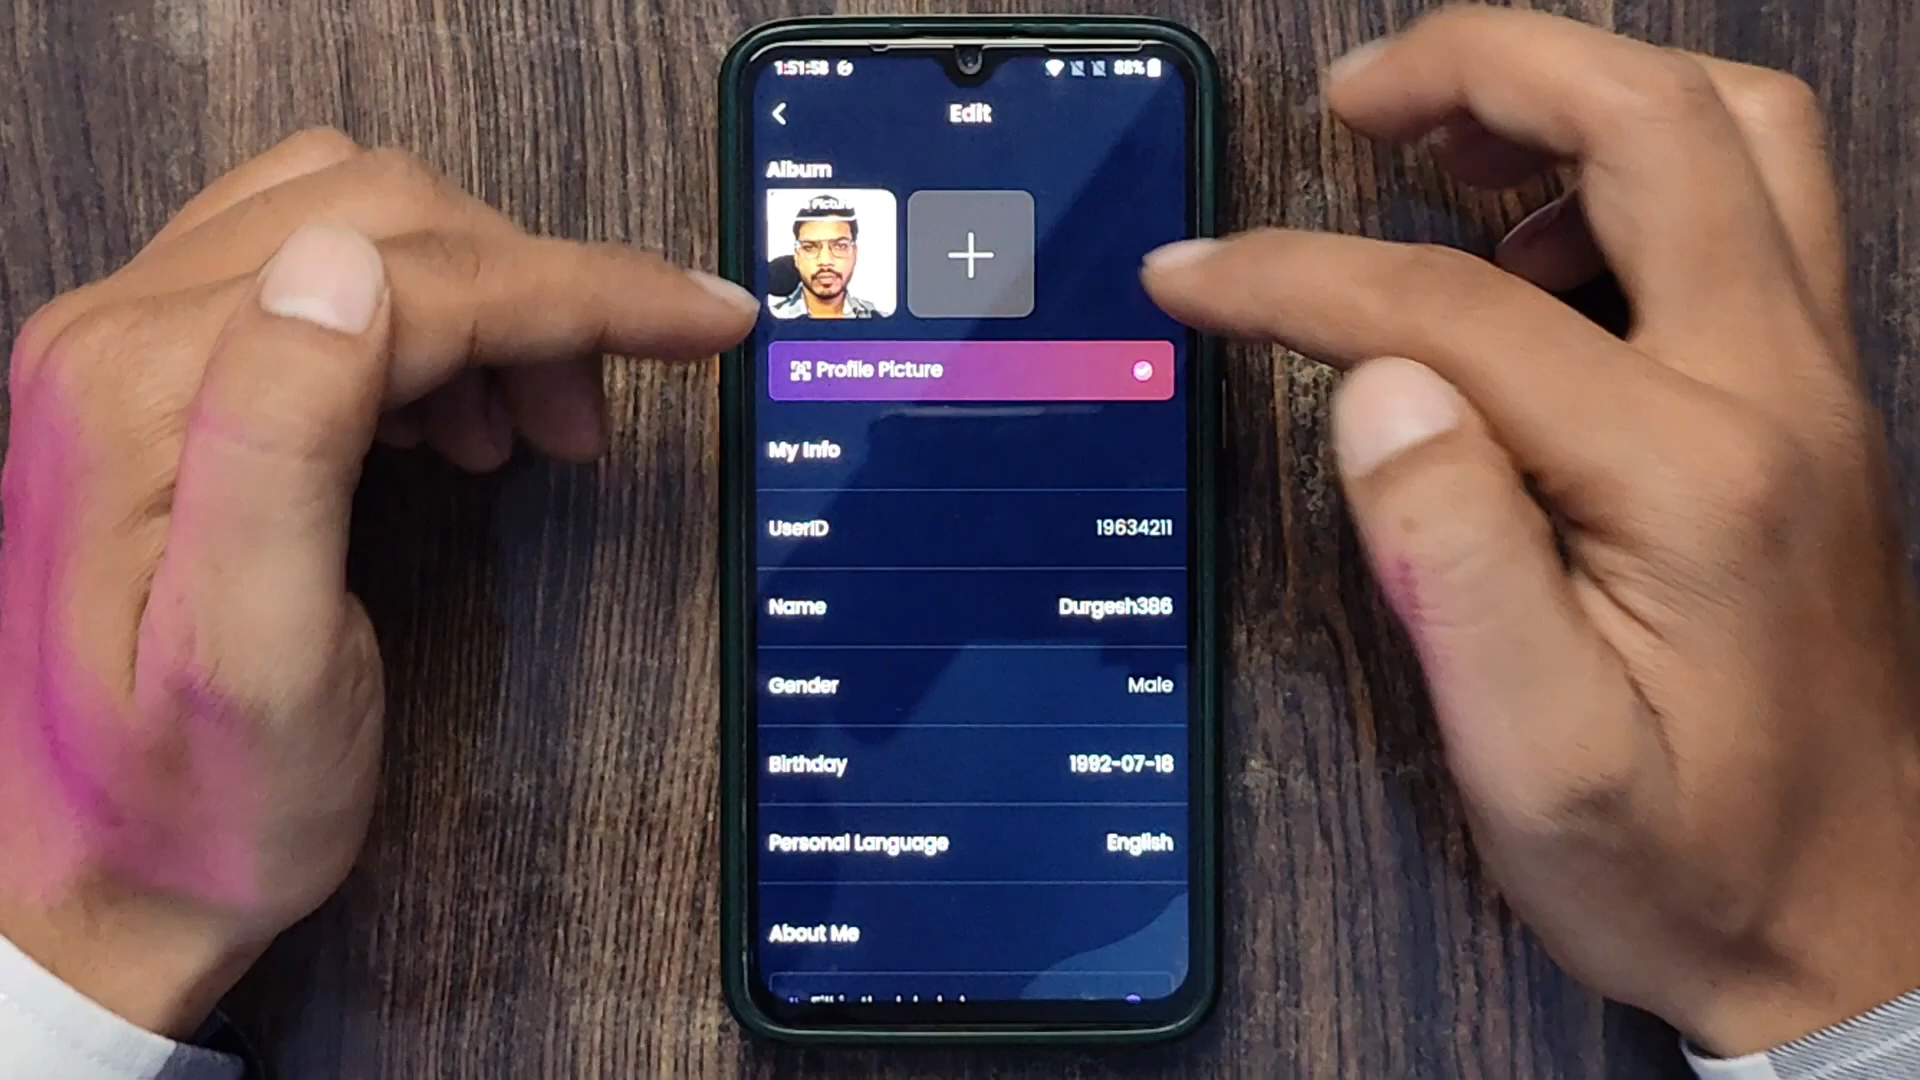 1:51:58 88%
Edit
Album
Picture
Profile Picture
My Info
UserID 19634211
Name Durgesh386
Gender Male
Birthday 1992-07-18
Personal Language English
About Me